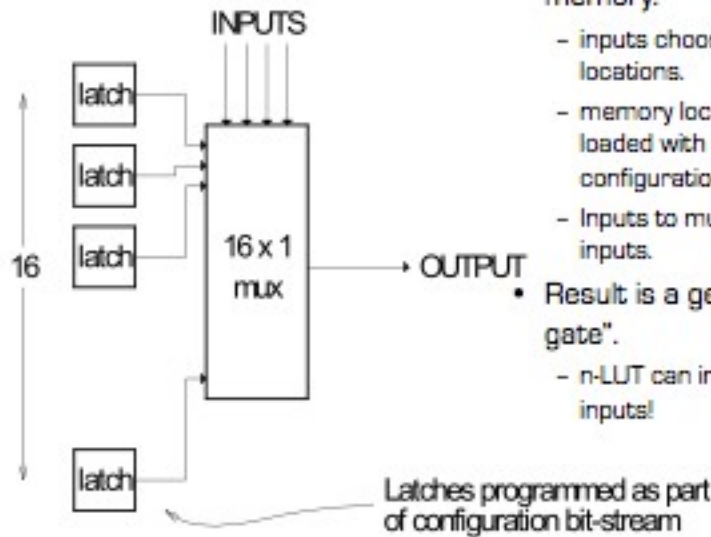 INPUTS
latch
latch
latch
16
latch
16 x 1
mux
OUTPUT
Latches programmed as part
of configuration bit-stream
memory.
- inputs choos
locations.
- memory loc
loaded with
configuratio
- Inputs to mu
inputs.
• Result is a ge
gate".
- n-LUT can in
inputs!